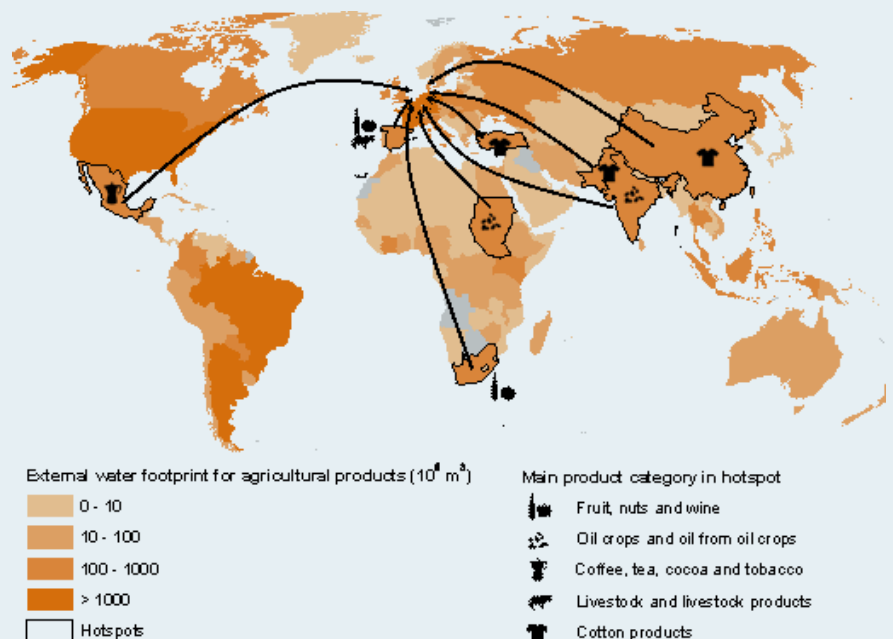 External water footprint for agricultural products (10⁶ m³)
0 - 10
10 - 100
100 - 1000
> 1000
Hotspots
Main product category in hotspot
Fruit, nuts and wine
Oil crops and oil from oil crops
Coffee, tea, cocoa and tobacco
Livestock and livestock products
Cotton products